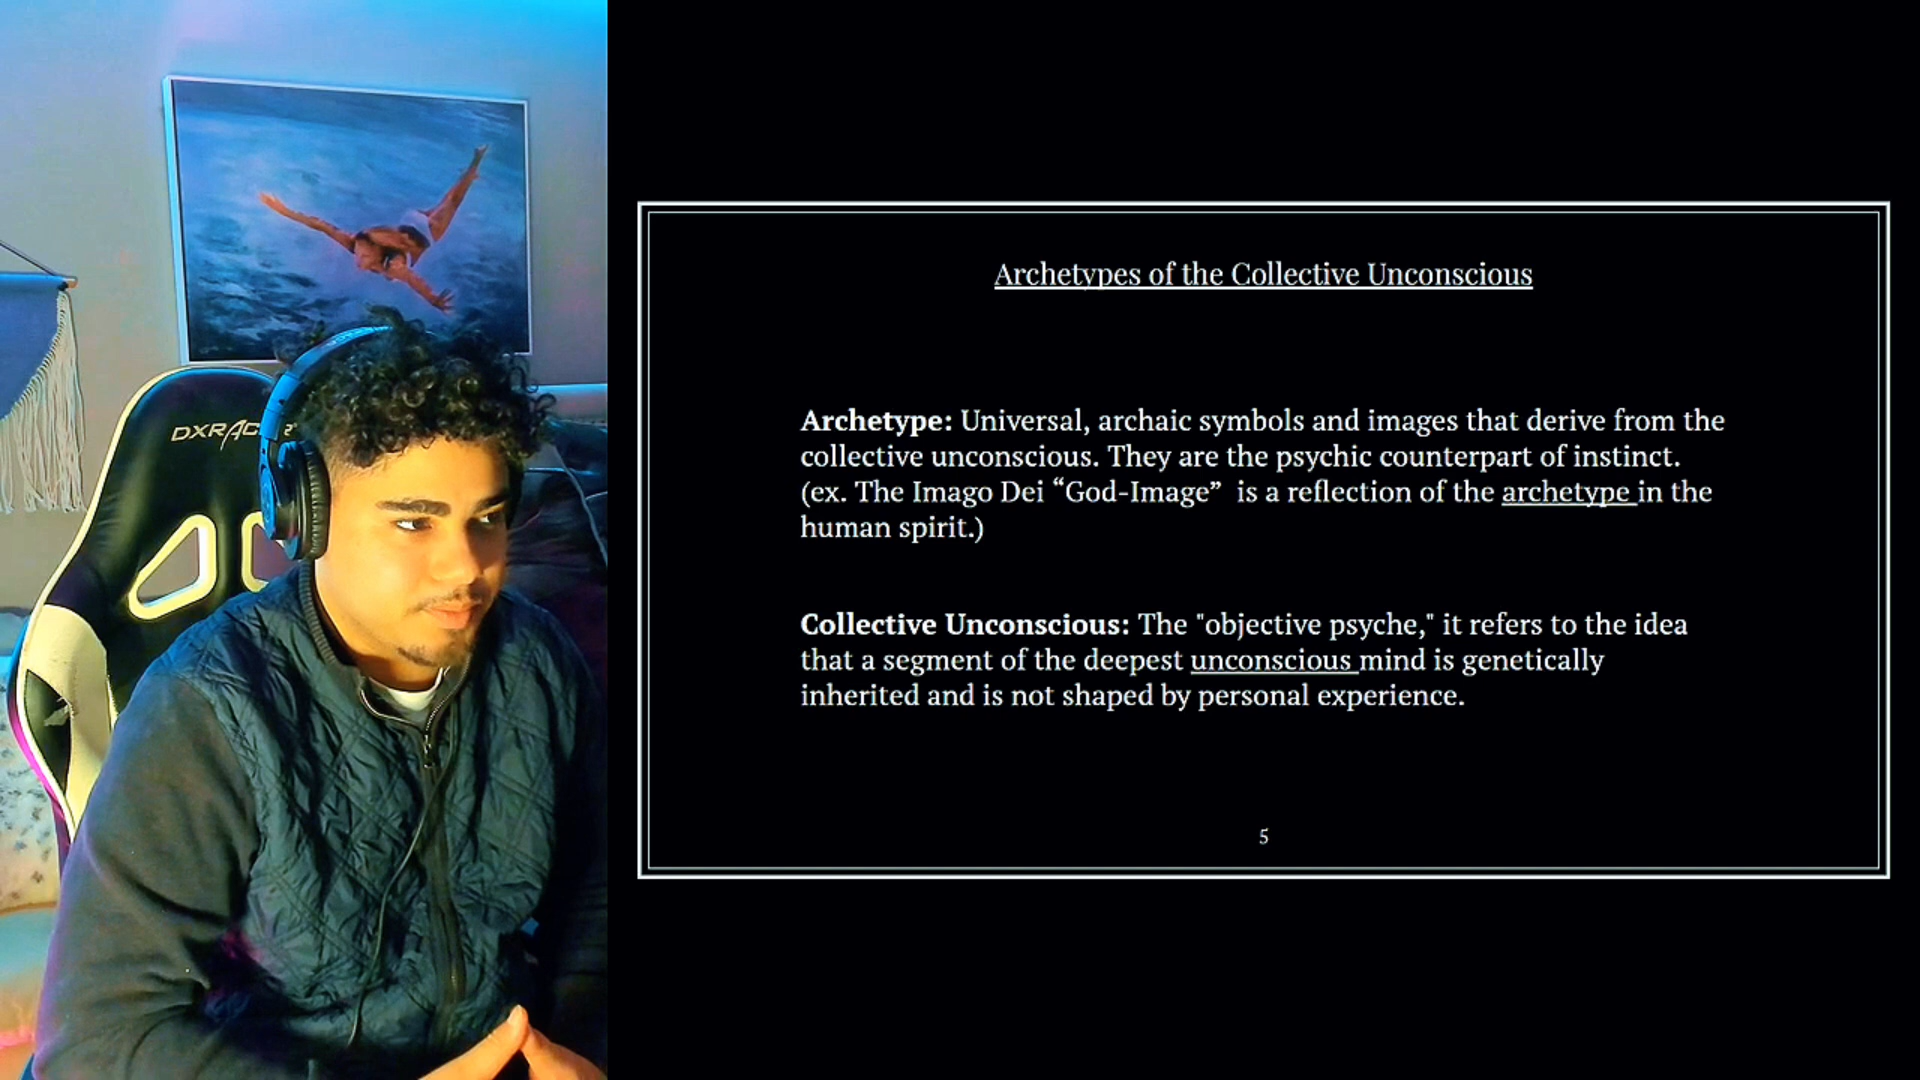 DXRACER
Archetypes of the Collective Unconscious
Archetype: Universal, archaic symbols and images that derive from the
collective unconscious. They are the psychic counterpart of instinct.
(ex. The Imago Dei “God-Image”  is a reflection of the archetype in the
human spirit.)
Collective Unconscious: The "objective psyche," it refers to the idea
that a segment of the deepest unconscious mind is genetically
inherited and is not shaped by personal experience.
5